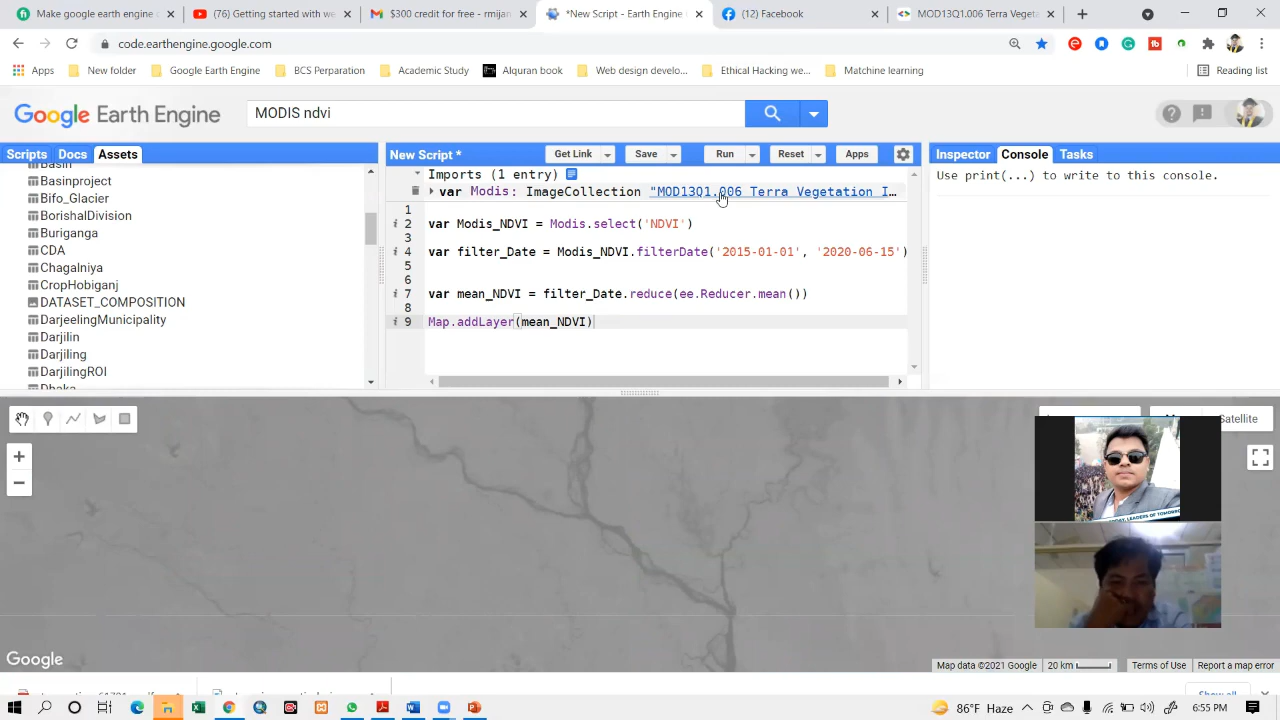 Make google earth engine c
(76) Getting started with we
$300 credit for free - rmijan
*New Script - Earth Engine
(12) Facebook
MOD13Q1.006 Terra Vegeta
code.earthengine.google.com
Apps
New folder
Google Earth Engine
BCS Perparation
Academic Study
Alquran book
Web design develo...
Ethical Hacking we...
Matchine learning
Reading list
Google Earth Engine
MODIS ndvi
Scripts Docs Assets
New Script *
Get Link
Save
Run
Reset
Apps
Inspector Console Tasks
Basin
Basinproject
Bifo_Glacier
BorishalDivision
Buriganga
CDA
Chagalniya
CropHobiganj
DATASET_COMPOSITION
DarjeelingMunicipality
Darjilin
Darjiling
DarjilingROI
Dhaka
Imports (1 entry)
var Modis: ImageCollection "MOD13Q1.006 Terra Vegetation I…
1
2 var Modis_NDVI = Modis.select('NDVI')
3
4 var filter_Date = Modis_NDVI.filterDate('2015-01-01', '2020-06-15')
5
6
7 var mean_NDVI = filter_Date.reduce(ee.Reducer.mean())
8
9 Map.addLayer(mean_NDVI)
Use print(...) to write to this console.
Satellite
Google
Map data ©2021 Google
20 km
Terms of Use
Report a map error
Show all
86°F Haze
6:55 PM